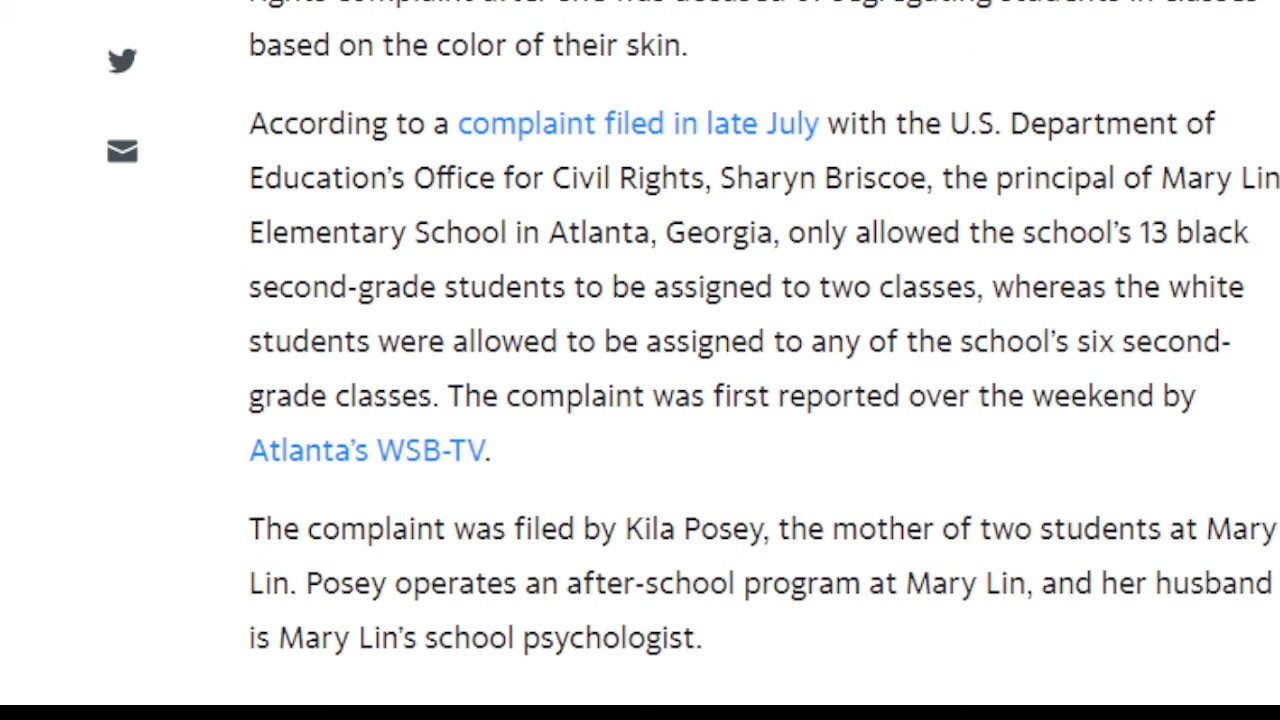 based on the color of their skin.
According to a complaint filed in late July with the U.S. Department of
Education’s Office for Civil Rights, Sharyn Briscoe, the principal of Mary Lin
Elementary School in Atlanta, Georgia, only allowed the school’s 13 black
second-grade students to be assigned to two classes, whereas the white
students were allowed to be assigned to any of the school’s six second-
grade classes. The complaint was first reported over the weekend by
Atlanta’s WSB-TV.
The complaint was filed by Kila Posey, the mother of two students at Mary
Lin. Posey operates an after-school program at Mary Lin, and her husband
is Mary Lin’s school psychologist.